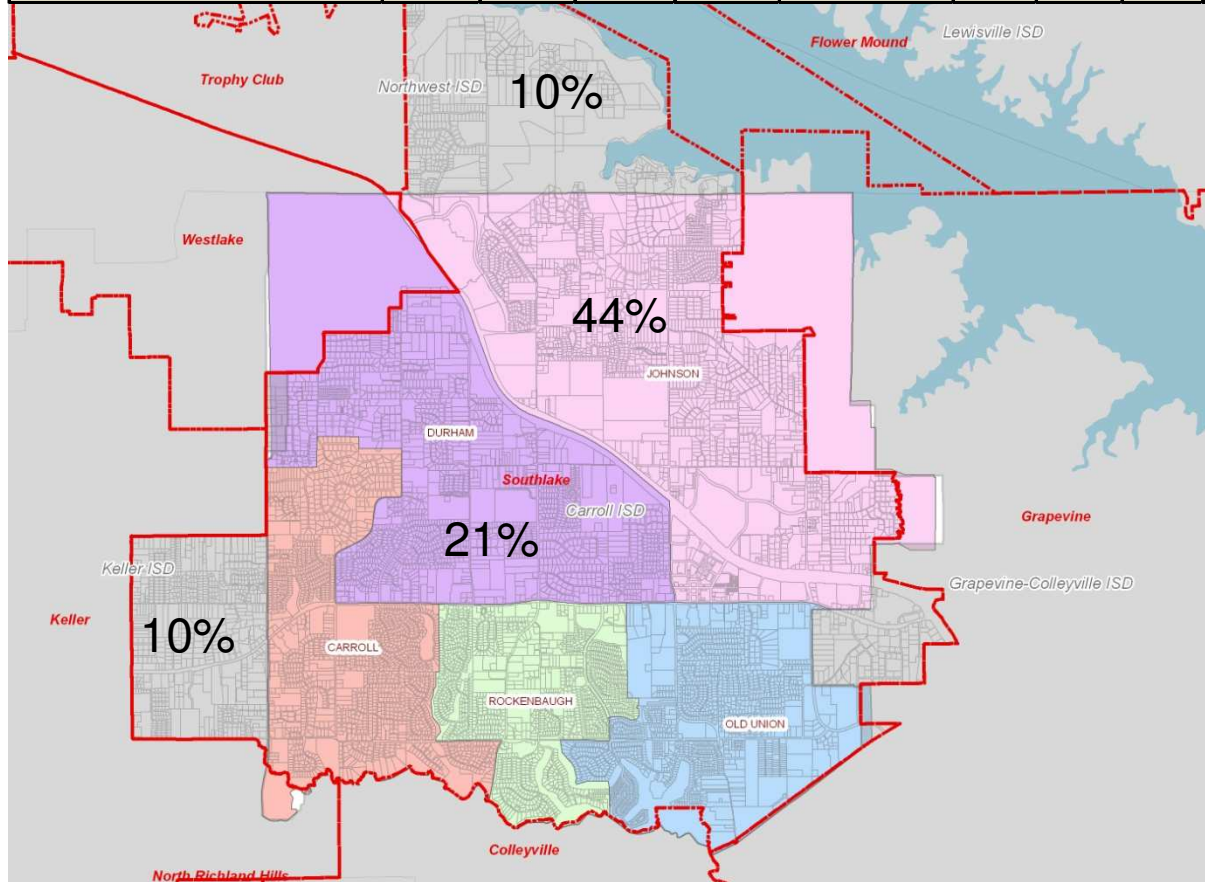 Lewisville ISD
Flower Mound
Trophy Club
Northwest ISD
10%
Westlake
44%
JOHNSON
DURHAM
Southlake
Carroll ISD
Grapevine
21%
Keller ISD
Grapevine-Colleyville ISD
Keller
10%
CARROLL
ROCKENBAUGH
OLD UNION
Colleyville
North Richland Hills